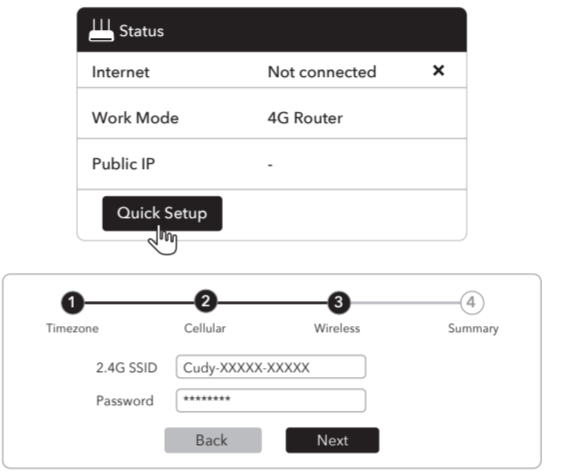 Status
Internet Not connected ×
Work Mode 4G Router
Public IP -
Quick Setup
1 2 3 4
Timezone Cellular Wireless Summary
2.4G SSID Cudy-XXXXX-XXXXX
Password ********
Back Next